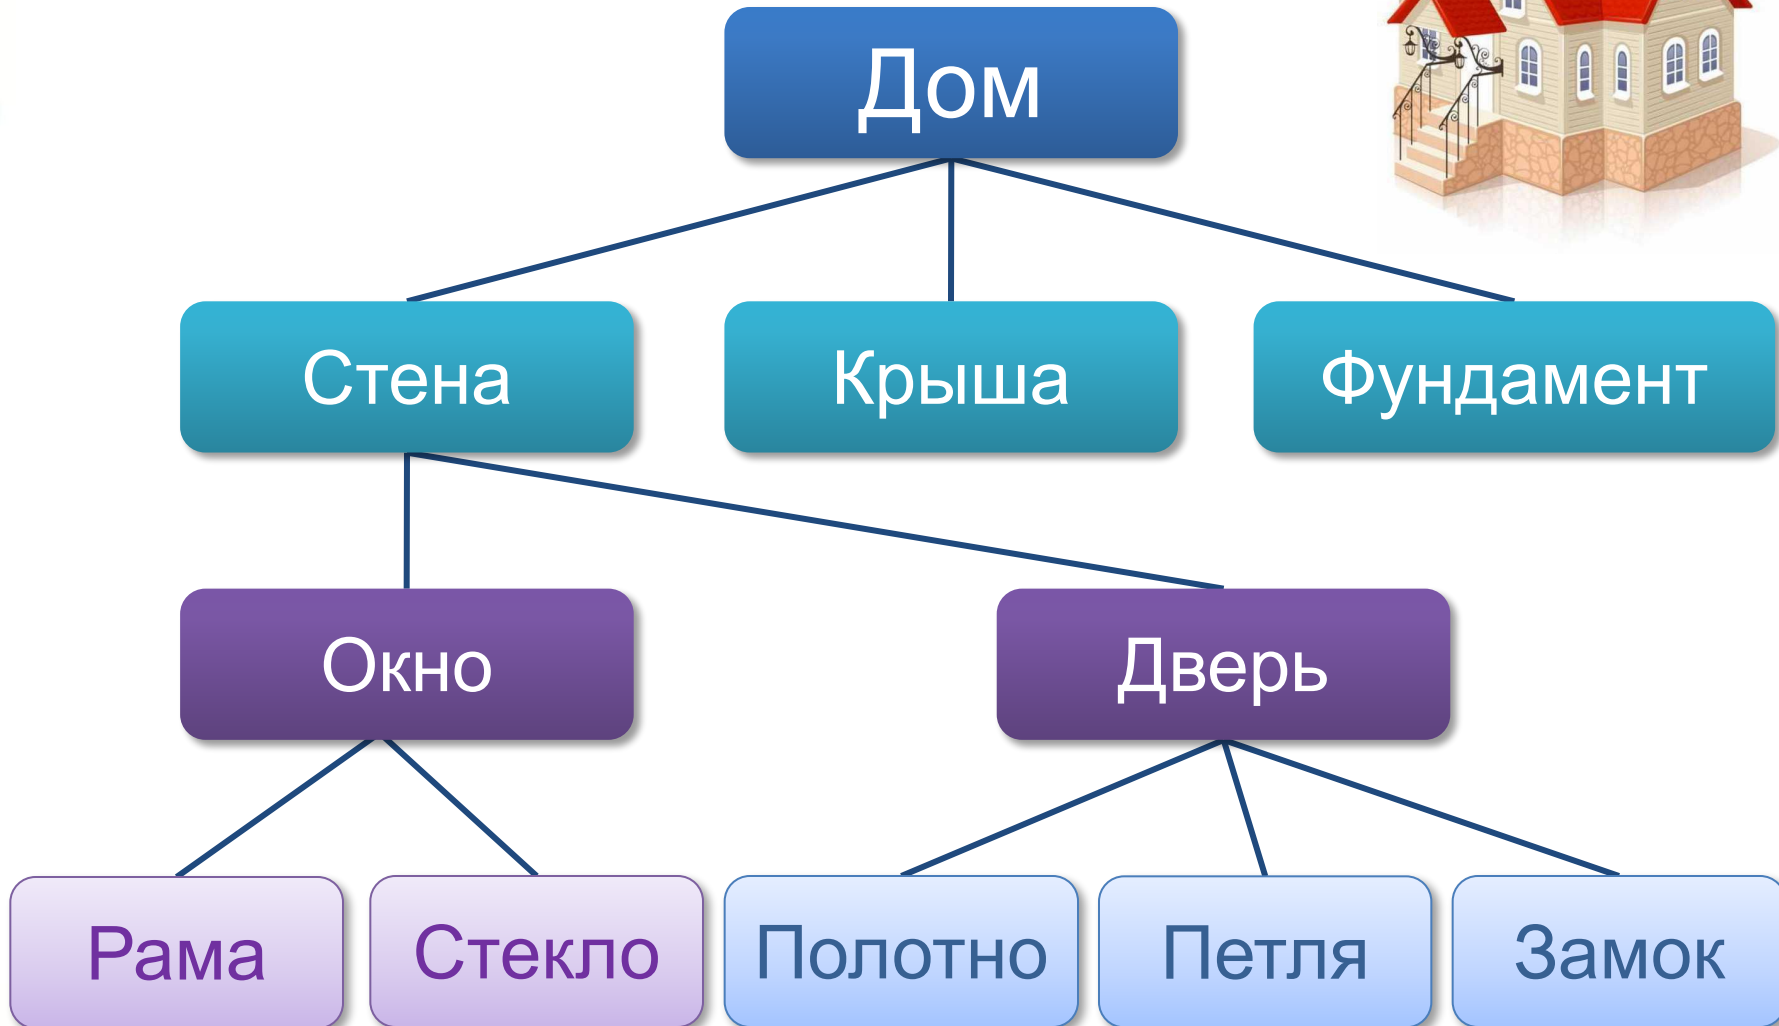 Дом
Стена
Крыша
Фундамент
Окно
Дверь
Рама
Стекло
Полотно
Петля
Замок